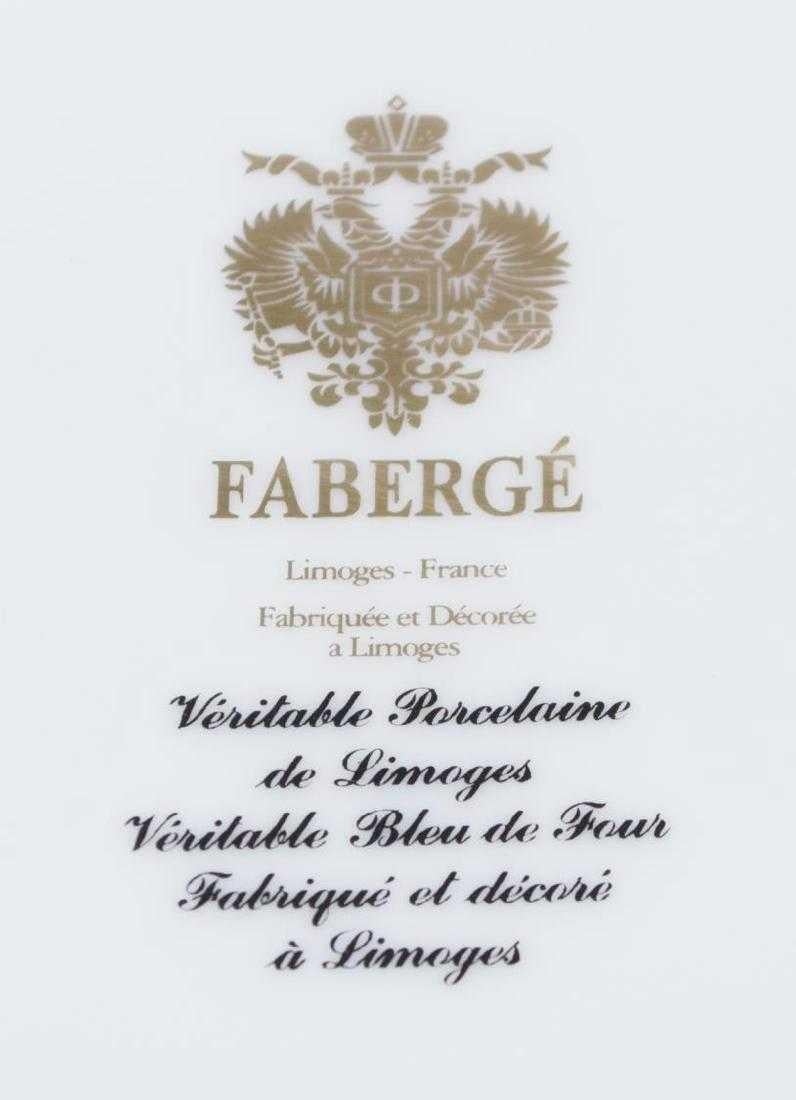 Ф
FABERGÉ
Limoges - France
Fabriquée et Décorée
a Limoges
Véritable Porcelaine
de Limoges
Véritable Bleu de Four
Fabriqué et décoré
à Limoges